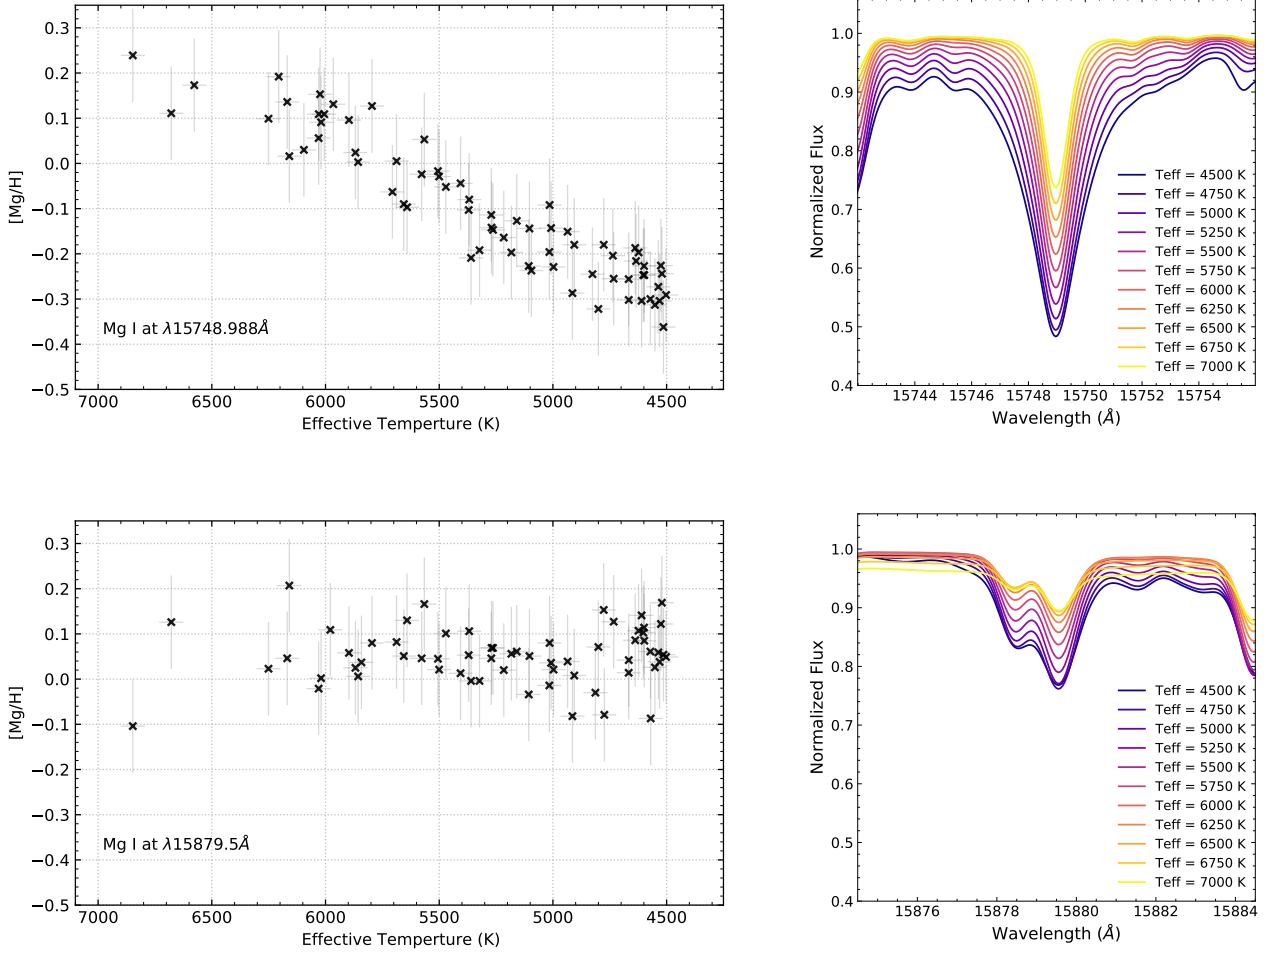 0.3
0.2
0.1
0.0
−0.1
−0.2
−0.3
−0.4
−0.5
[Mg/H]
Mg I at λ15748.988Å
7000 6500 6000 5500 5000 4500
Effective Temperture (K)
1.0
0.9
0.8
0.7
0.6
0.5
0.4
Normalized Flux
Teff = 4500 K
Teff = 4750 K
Teff = 5000 K
Teff = 5250 K
Teff = 5500 K
Teff = 5750 K
Teff = 6000 K
Teff = 6250 K
Teff = 6500 K
Teff = 6750 K
Teff = 7000 K
15744 15746 15748 15750 15752 15754
Wavelength (Å)
0.3
0.2
0.1
0.0
−0.1
−0.2
−0.3
−0.4
−0.5
[Mg/H]
Mg I at λ15879.5Å
7000 6500 6000 5500 5000 4500
Effective Temperture (K)
1.0
0.9
0.8
0.7
0.6
0.5
0.4
Normalized Flux
Teff = 4500 K
Teff = 4750 K
Teff = 5000 K
Teff = 5250 K
Teff = 5500 K
Teff = 5750 K
Teff = 6000 K
Teff = 6250 K
Teff = 6500 K
Teff = 6750 K
Teff = 7000 K
15876 15878 15880 15882 15884
Wavelength (Å)